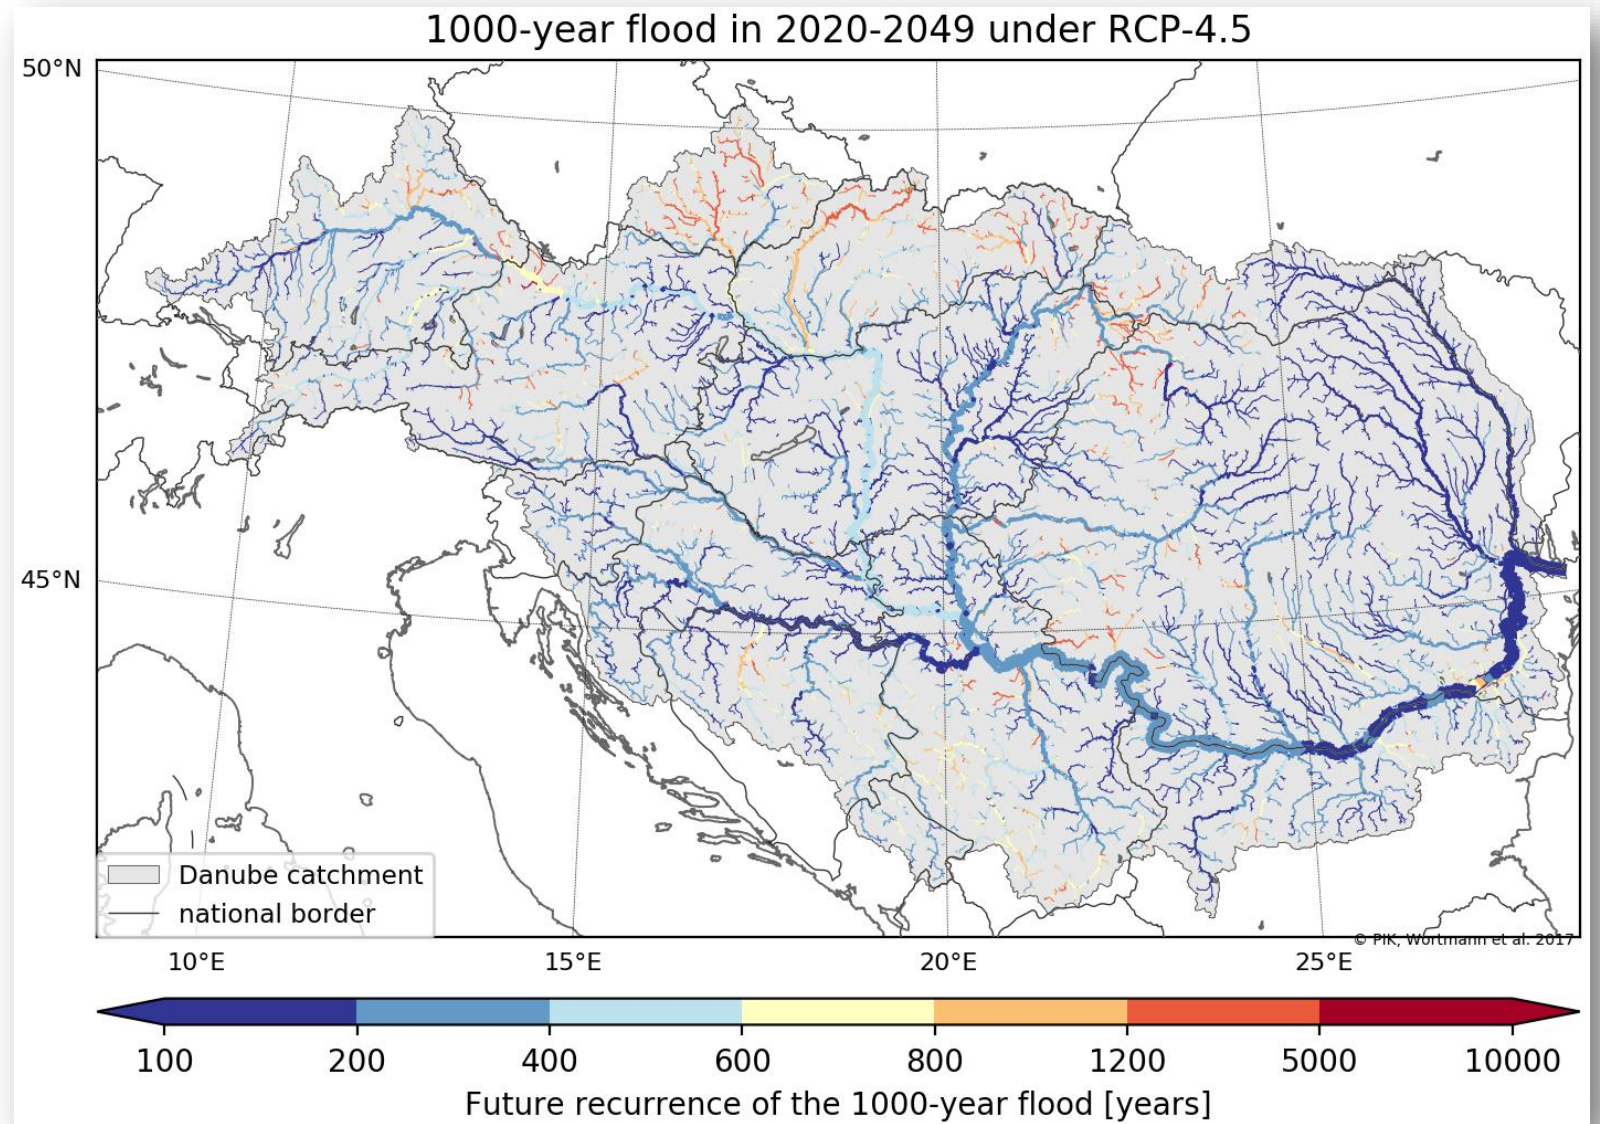 1000-year flood in 2020-2049 under RCP-4.5
50°N
45°N
Danube catchment
national border
© PIK, Wortmann et al. 2017
10°E 15°E 20°E 25°E
100 200 400 600 800 1200 5000 10000
Future recurrence of the 1000-year flood [years]